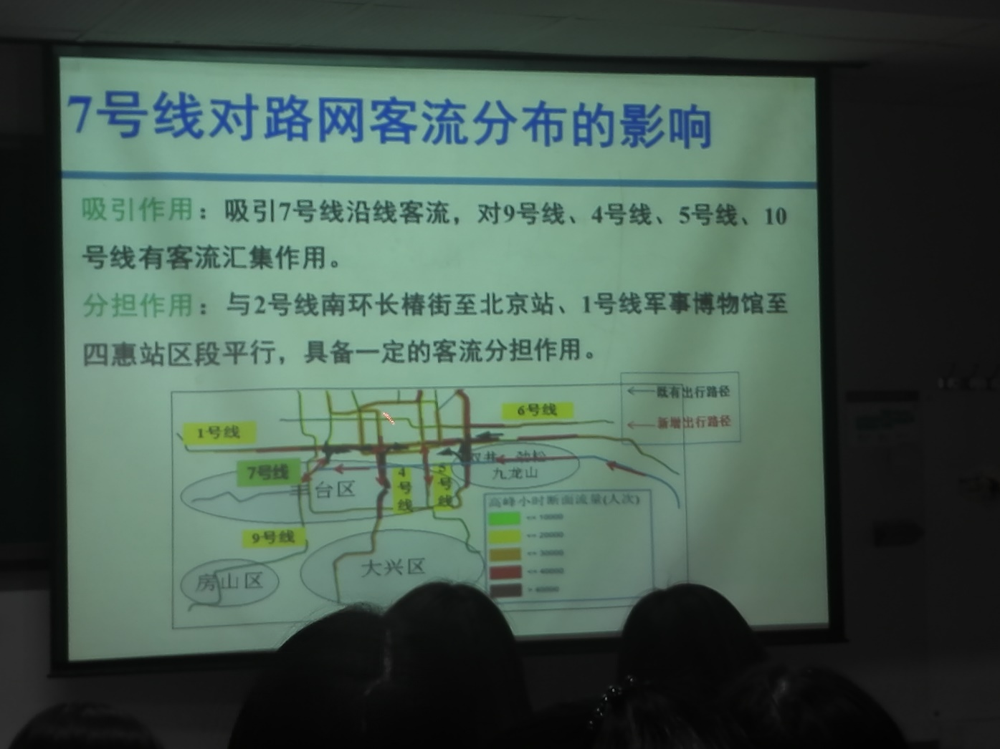 7号线对路网客流分布的影响
吸引作用：吸引7号线沿线客流，对9号线、4号线、5号线、10
号线有客流汇集作用。
分担作用：与2号线南环长椿街至北京站、1号线军事博物馆至
四惠站区段平行，具备一定的客流分担作用。
既有出行路径
新增出行路径
6号线
1号线
7号线
双井 劲松
九龙山
丰台区
4号线
5号线
高峰小时断面流量(人次)
<= 10000
<= 20000
<= 30000
<= 40000
> 40000
9号线
大兴区
房山区